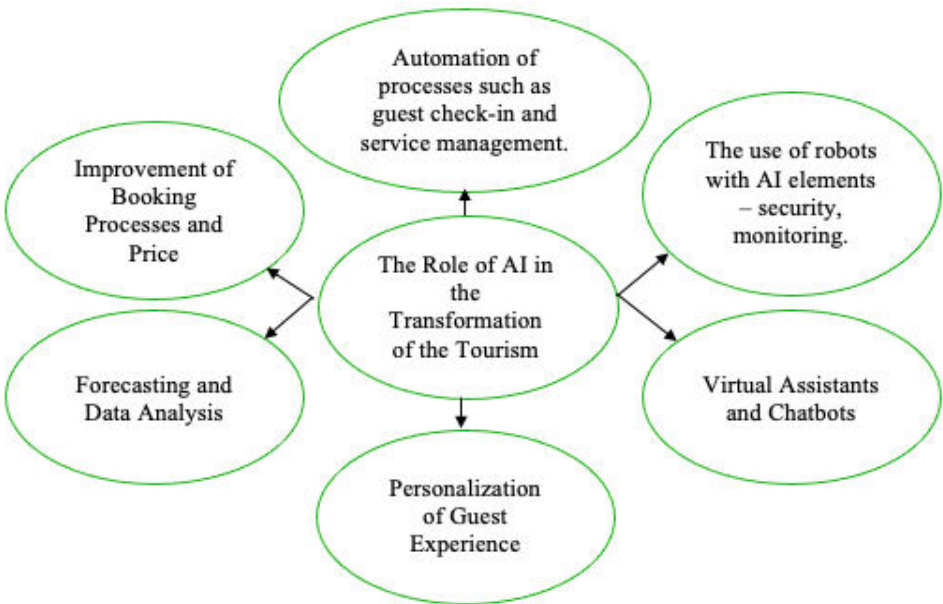 Automation of
processes such as
guest check-in and
service management.
Improvement of
Booking
Processes and
Price
The use of robots
with AI elements
– security,
monitoring.
The Role of AI in
the
Transformation
of the Tourism
Forecasting and
Data Analysis
Virtual Assistants
and Chatbots
Personalization
of Guest
Experience